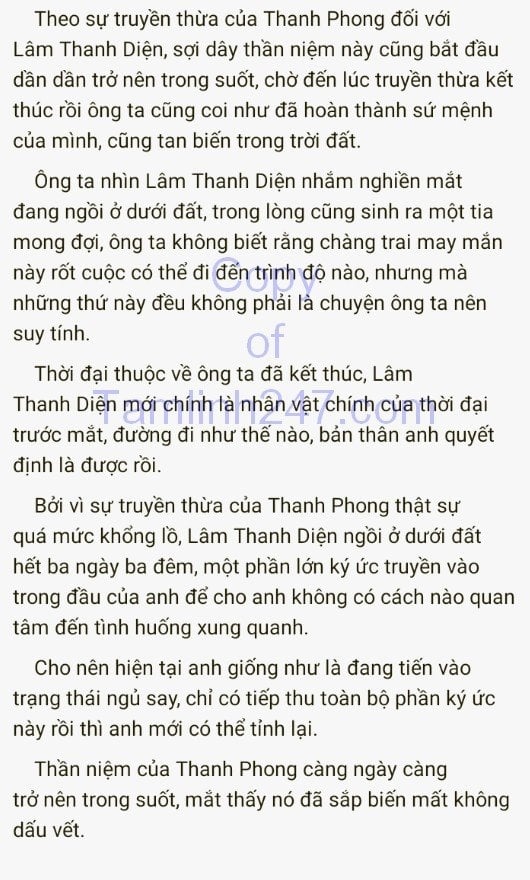 Theo sự truyền thừa của Thanh Phong đối với
Lâm Thanh Diện, sợi dây thần niệm này cũng bắt đầu
dần dần trở nên trong suốt, chờ đến lúc truyền thừa kết
thúc rồi ông ta cũng coi như đã hoàn thành sứ mệnh
của mình, cũng tan biến trong trời đất.
Ông ta nhìn Lâm Thanh Diện nhắm nghiền mắt
đang ngồi ở dưới đất, trong lòng cũng sinh ra một tia
mong đợi, ông ta không biết rằng chàng trai may mắn
này rốt cuộc có thể đi đến trình độ nào, nhưng mà
những thứ này đều không phải là chuyện ông ta nên
suy tính.
Thời đại thuộc về ông ta đã kết thúc, Lâm
Thanh Diện mới chính là nhân vật chính của thời đại
trước mắt, đường đi như thế nào, bản thân anh quyết
định là được rồi.
Bởi vì sự truyền thừa của Thanh Phong thật sự
quá mức khổng lồ, Lâm Thanh Diện ngồi ở dưới đất
hết ba ngày ba đêm, một phần lớn ký ức truyền vào
trong đầu của anh để cho anh không có cách nào quan
tâm đến tình huống xung quanh.
Cho nên hiện tại anh giống như là đang tiến vào
trạng thái ngủ say, chỉ có tiếp thu toàn bộ phần ký ức
này rồi thì anh mới có thể tỉnh lại.
Thần niệm của Thanh Phong càng ngày càng
trở nên trong suốt, mắt thấy nó đã sắp biến mất không
dấu vết.
Copy
of
Tamlinh247.com